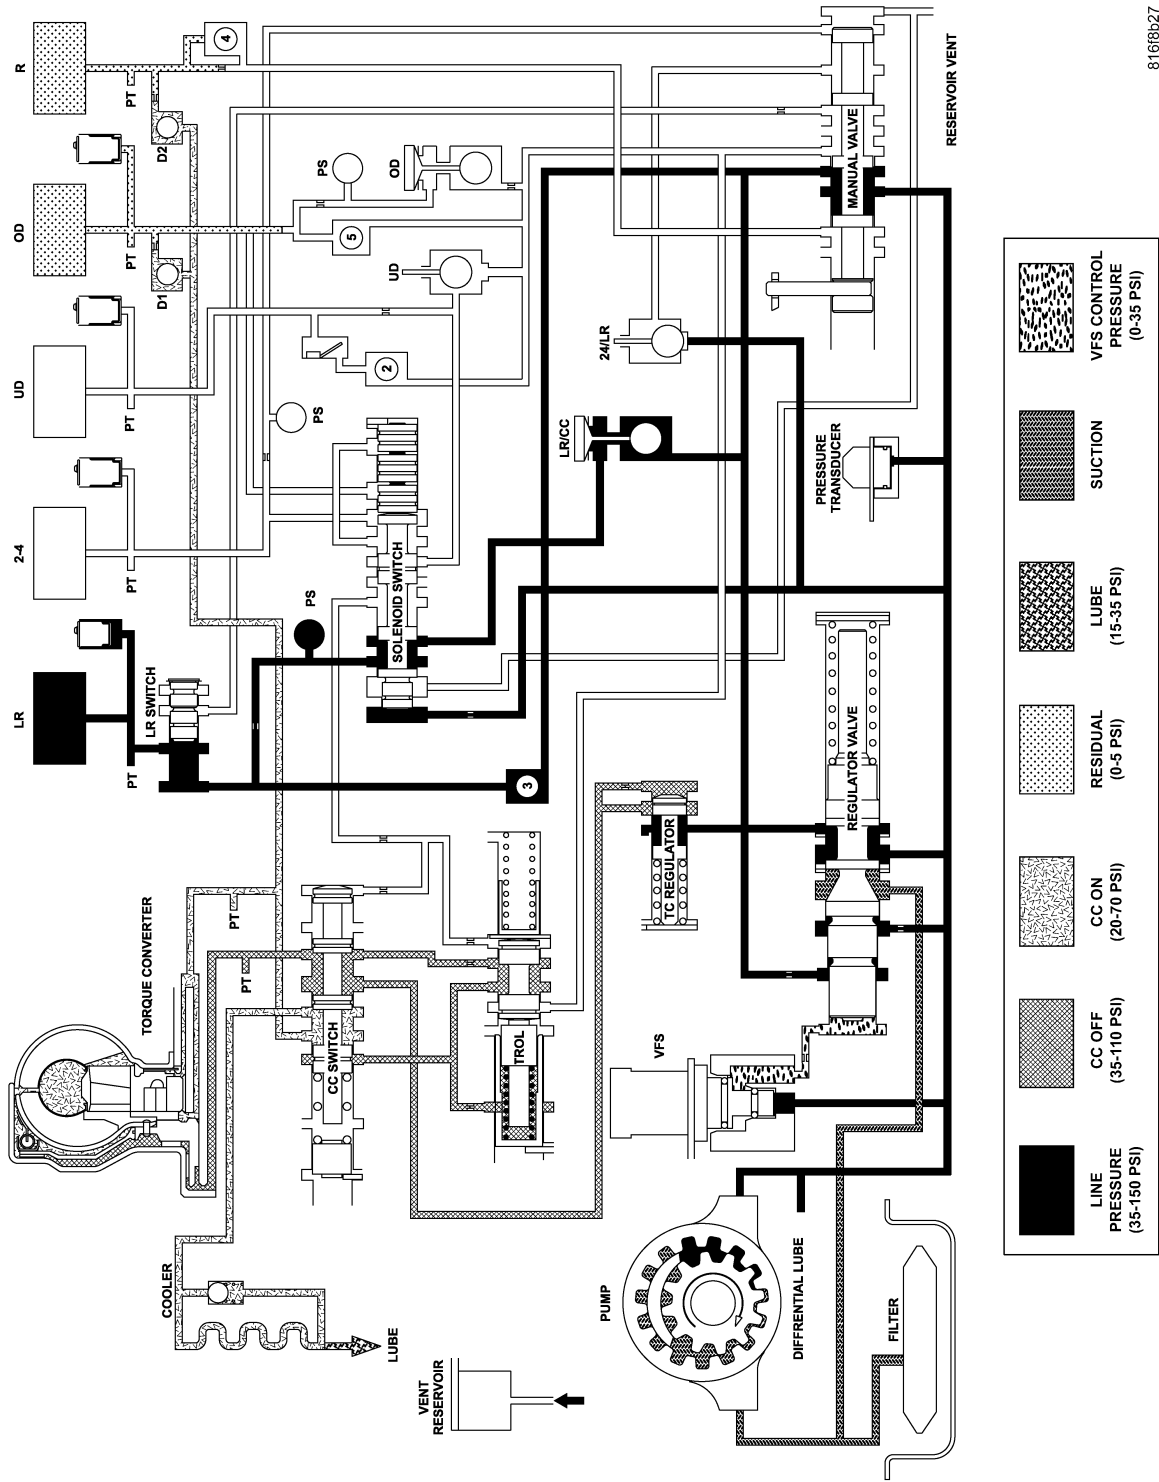 816f8b27
R
PT
4
D2
OD
PT
D1
PS
OD
5
UD
UD
PT
2
PS
24/LR
RESERVOIR VENT
MANUAL VALVE
2-4
PT
PS
SOLENOID SWITCH
LR/CC
PRESSURE
TRANSDUCER
LR
PT
LR SWITCH
3
REGULATOR VALVE
TC REGULATOR
TORQUE CONVERTER
PT
PT
CC SWITCH
TROL
VFS
COOLER
LUBE
VENT
RESERVOIR
PUMP
DIFFRENTIAL LUBE
FILTER
LINE
PRESSURE
(35-150 PSI)
CC OFF
(35-110 PSI)
CC ON
(20-70 PSI)
RESIDUAL
(0-5 PSI)
LUBE
(15-35 PSI)
SUCTION
VFS CONTROL
PRESSURE
(0-35 PSI)